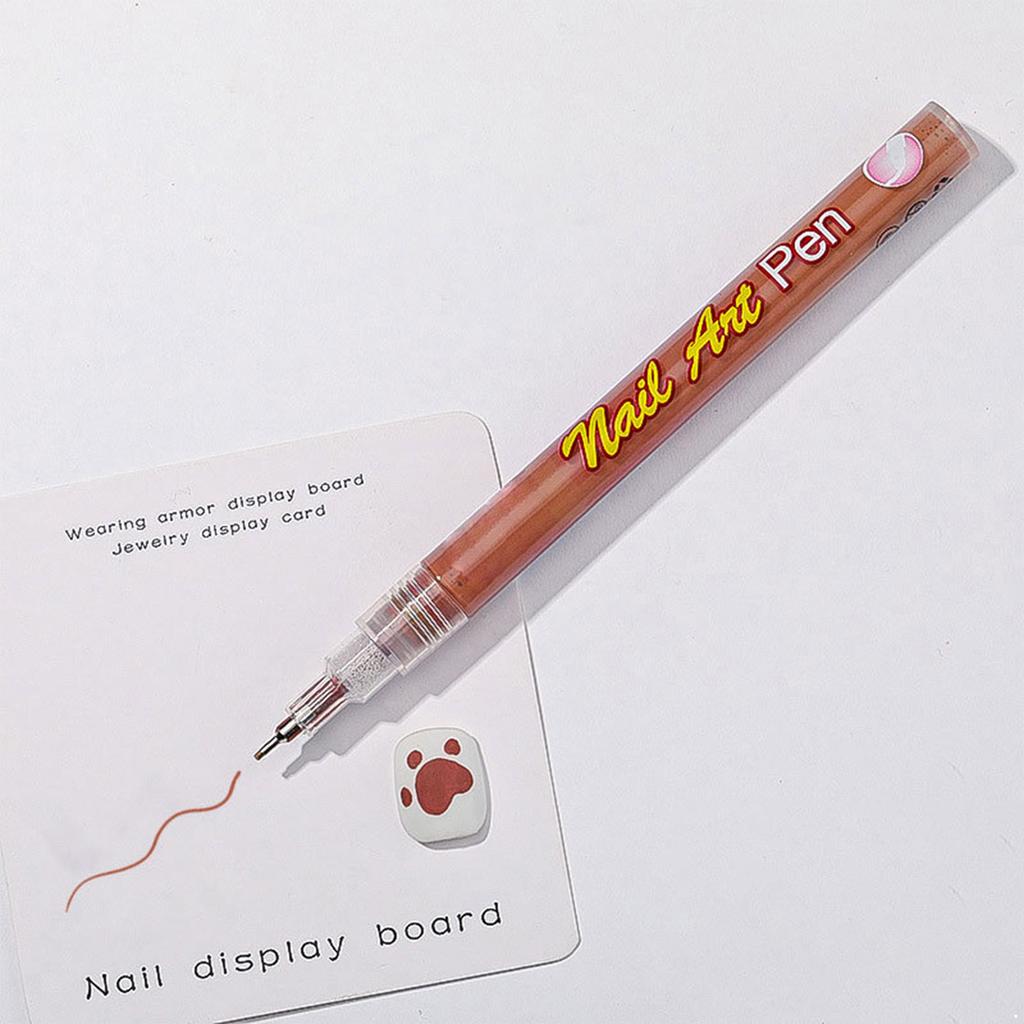 Nail Art Pen
Wearing armor display board
Jewelry display card
Nail display board